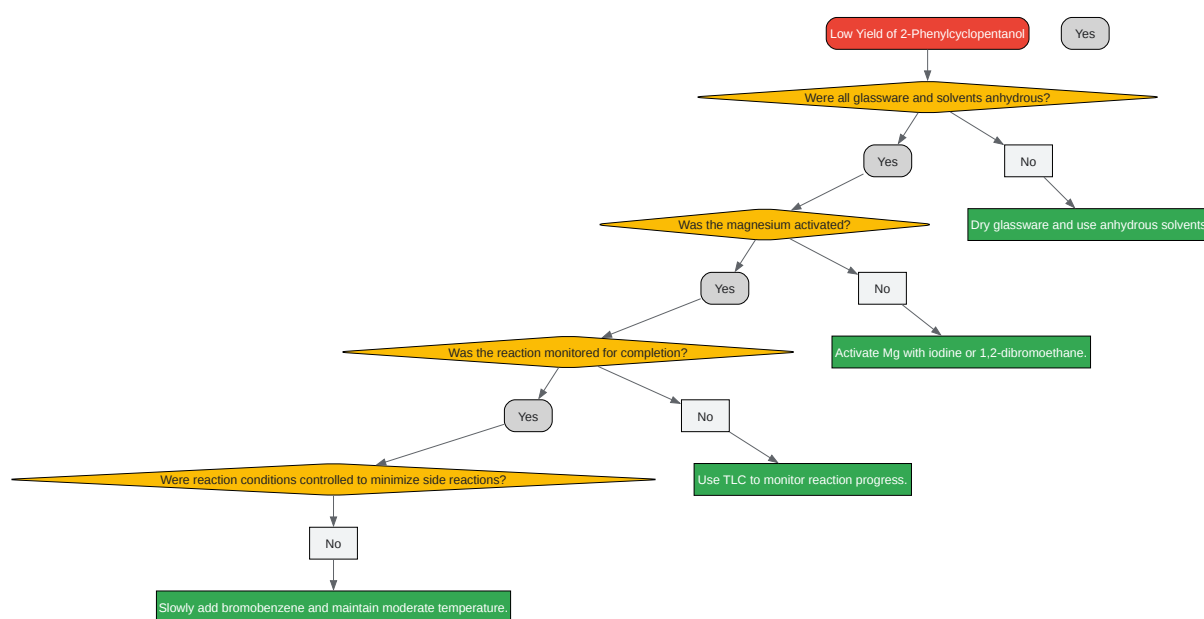 Low Yield of 2-Phenylcyclopentanol
Yes
Were all glassware and solvents anhydrous?
Yes
No
Was the magnesium activated?
Dry glassware and use anhydrous solvents
Yes
No
Was the reaction monitored for completion?
Activate Mg with iodine or 1,2-dibromoethane.
Yes
No
Were reaction conditions controlled to minimize side reactions?
Use TLC to monitor reaction progress.
No
Slowly add bromobenzene and maintain moderate temperature.